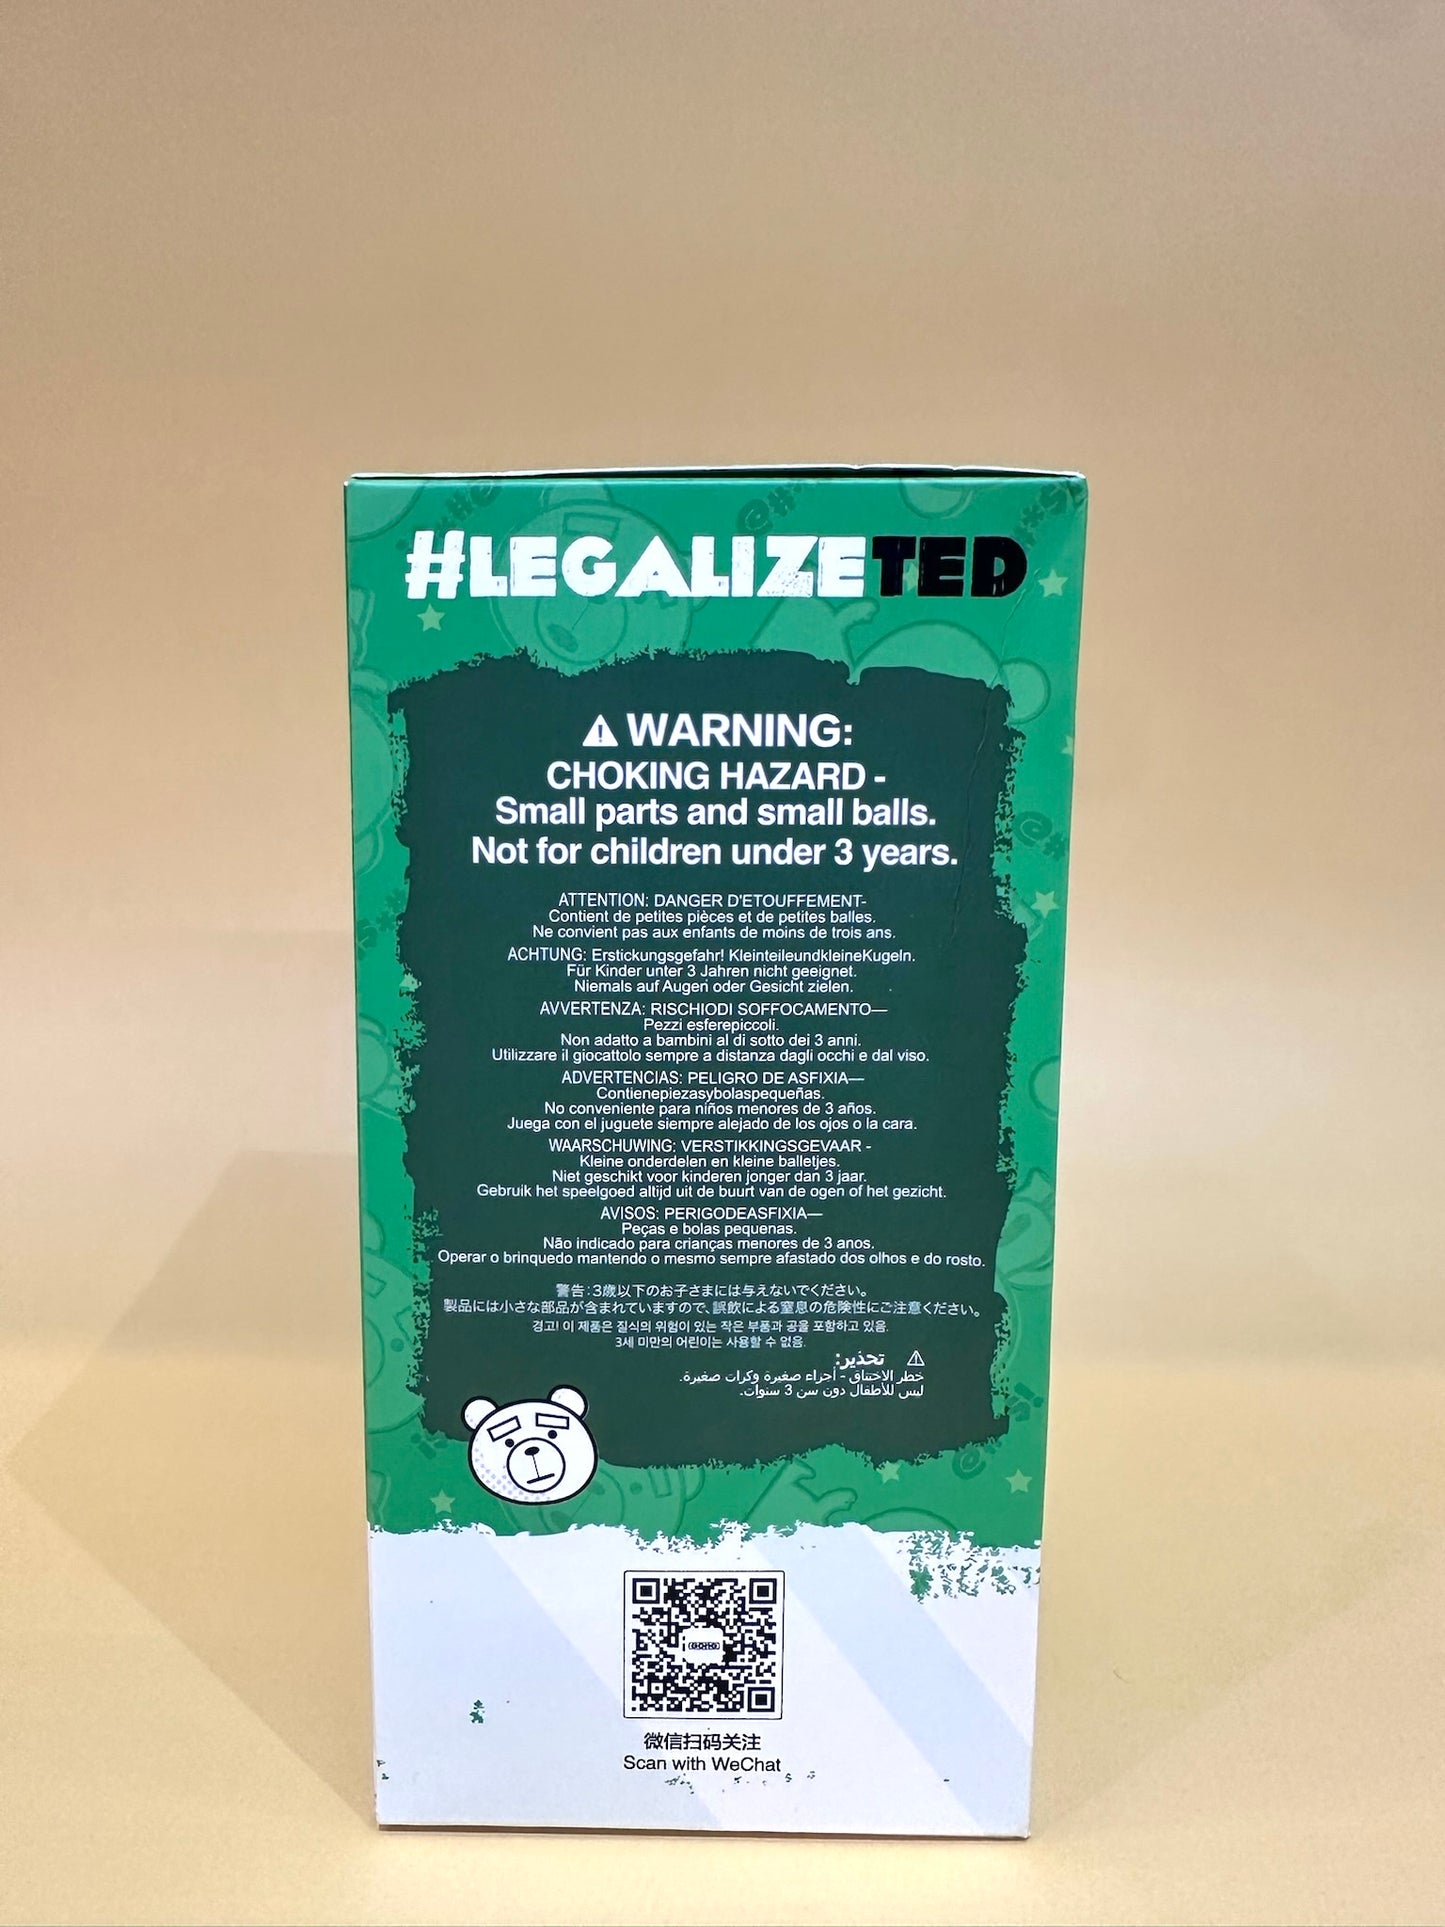 #LEGALIZETED
⚠ WARNING:
CHOKING HAZARD -
Small parts and small balls.
Not for children under 3 years.
ATTENTION: DANGER D'ETOUFFEMENT-
Contient de petites pièces et de petites balles.
Ne convient pas aux enfants de moins de trois ans.
ACHTUNG: Erstickungsgefahr! KleinteileundkleineKugeln.
Für Kinder unter 3 Jahren nicht geeignet.
Niemals auf Augen oder Gesicht zielen.
AVVERTENZA: RISCHIODI SOFFOCAMENTO—
Pezzi esferepiccoli.
Non adatto a bambini al di sotto dei 3 anni.
Utilizzare il giocattolo sempre a distanza dagli occhi e dal viso.
ADVERTENCIAS: PELIGRO DE ASFIXIA—
Contienepiezasybolaspequeñas.
No conveniente para niños menores de 3 años.
Juega con el juguete siempre alejado de los ojos o la cara.
WAARSCHUWING: VERSTIKKINGSGEVAAR -
Kleine onderdelen en kleine balletjes.
Niet geschikt voor kinderen jonger dan 3 jaar.
Gebruik het speelgoed altijd uit de buurt van de ogen of het gezicht.
AVISOS: PERIGODEASFIXIA—
Peças e bolas pequenas.
Não indicado para crianças menores de 3 anos.
Operar o brinquedo mantendo o mesmo sempre afastado dos olhos e do rosto.
警告:3歳以下のお子さまには与えないでください。
製品には小さな部品が含まれていますので、誤飲による窒息の危険性にご注意ください。
경고! 이 제품은 질식의 위험이 있는 작은 부품과 공을 포함하고 있음.
3세 미만의 어린이는 사용할 수 없음.
⚠ تحذير:
خطر الاختناق - أجزاء صغيرة وكرات صغيرة.
ليس للأطفال دون سن 3 سنوات.
微信扫码关注
Scan with WeChat